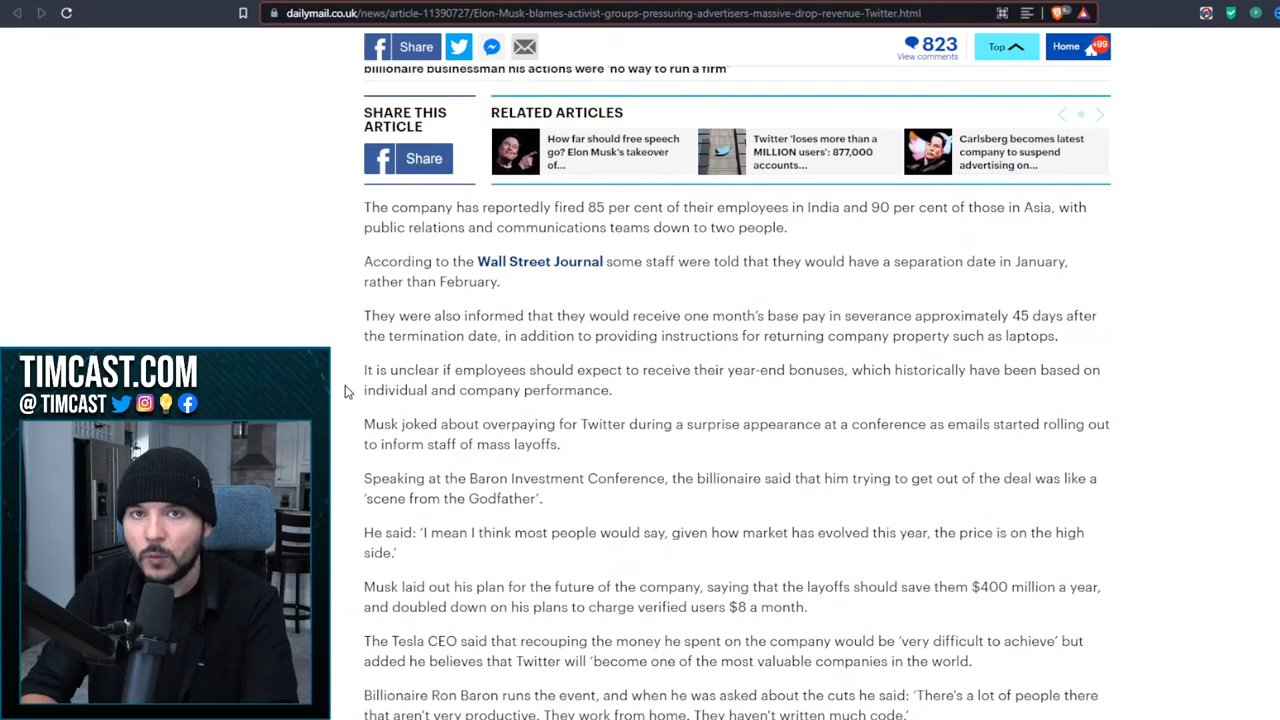 dailymail.co.uk/news/article-11390727/Elon-Musk-blames-activist-groups-pressuring-advertisers-massive-drop-revenue-Twitter.html
Share
823
View comments
Top
Home
+99
billionaire businessman his actions were 'no way to run a firm'
SHARE THIS
ARTICLE
Share
RELATED ARTICLES
How far should free speech
go? Elon Musk's takeover
of...
Twitter 'loses more than a
MILLION users': 877,000
accounts...
Carlsberg becomes latest
company to suspend
advertising on...
The company has reportedly fired 85 per cent of their employees in India and 90 per cent of those in Asia, with
public relations and communications teams down to two people.
According to the Wall Street Journal some staff were told that they would have a separation date in January,
rather than February.
They were also informed that they would receive one month's base pay in severance approximately 45 days after
the termination date, in addition to providing instructions for returning company property such as laptops.
It is unclear if employees should expect to receive their year-end bonuses, which historically have been based on
individual and company performance.
Musk joked about overpaying for Twitter during a surprise appearance at a conference as emails started rolling out
to inform staff of mass layoffs.
Speaking at the Baron Investment Conference, the billionaire said that him trying to get out of the deal was like a
'scene from the Godfather'.
He said: 'I mean I think most people would say, given how market has evolved this year, the price is on the high
side.'
Musk laid out his plan for the future of the company, saying that the layoffs should save them $400 million a year,
and doubled down on his plans to charge verified users $8 a month.
The Tesla CEO said that recouping the money he spent on the company would be 'very difficult to achieve' but
added he believes that Twitter will 'become one of the most valuable companies in the world.
Billionaire Ron Baron runs the event, and when he was asked about the cuts he said: 'There's a lot of people there
that aren't very productive. They work from home. They haven't written much code.'
TIMCAST.COM
@ TIMCAST